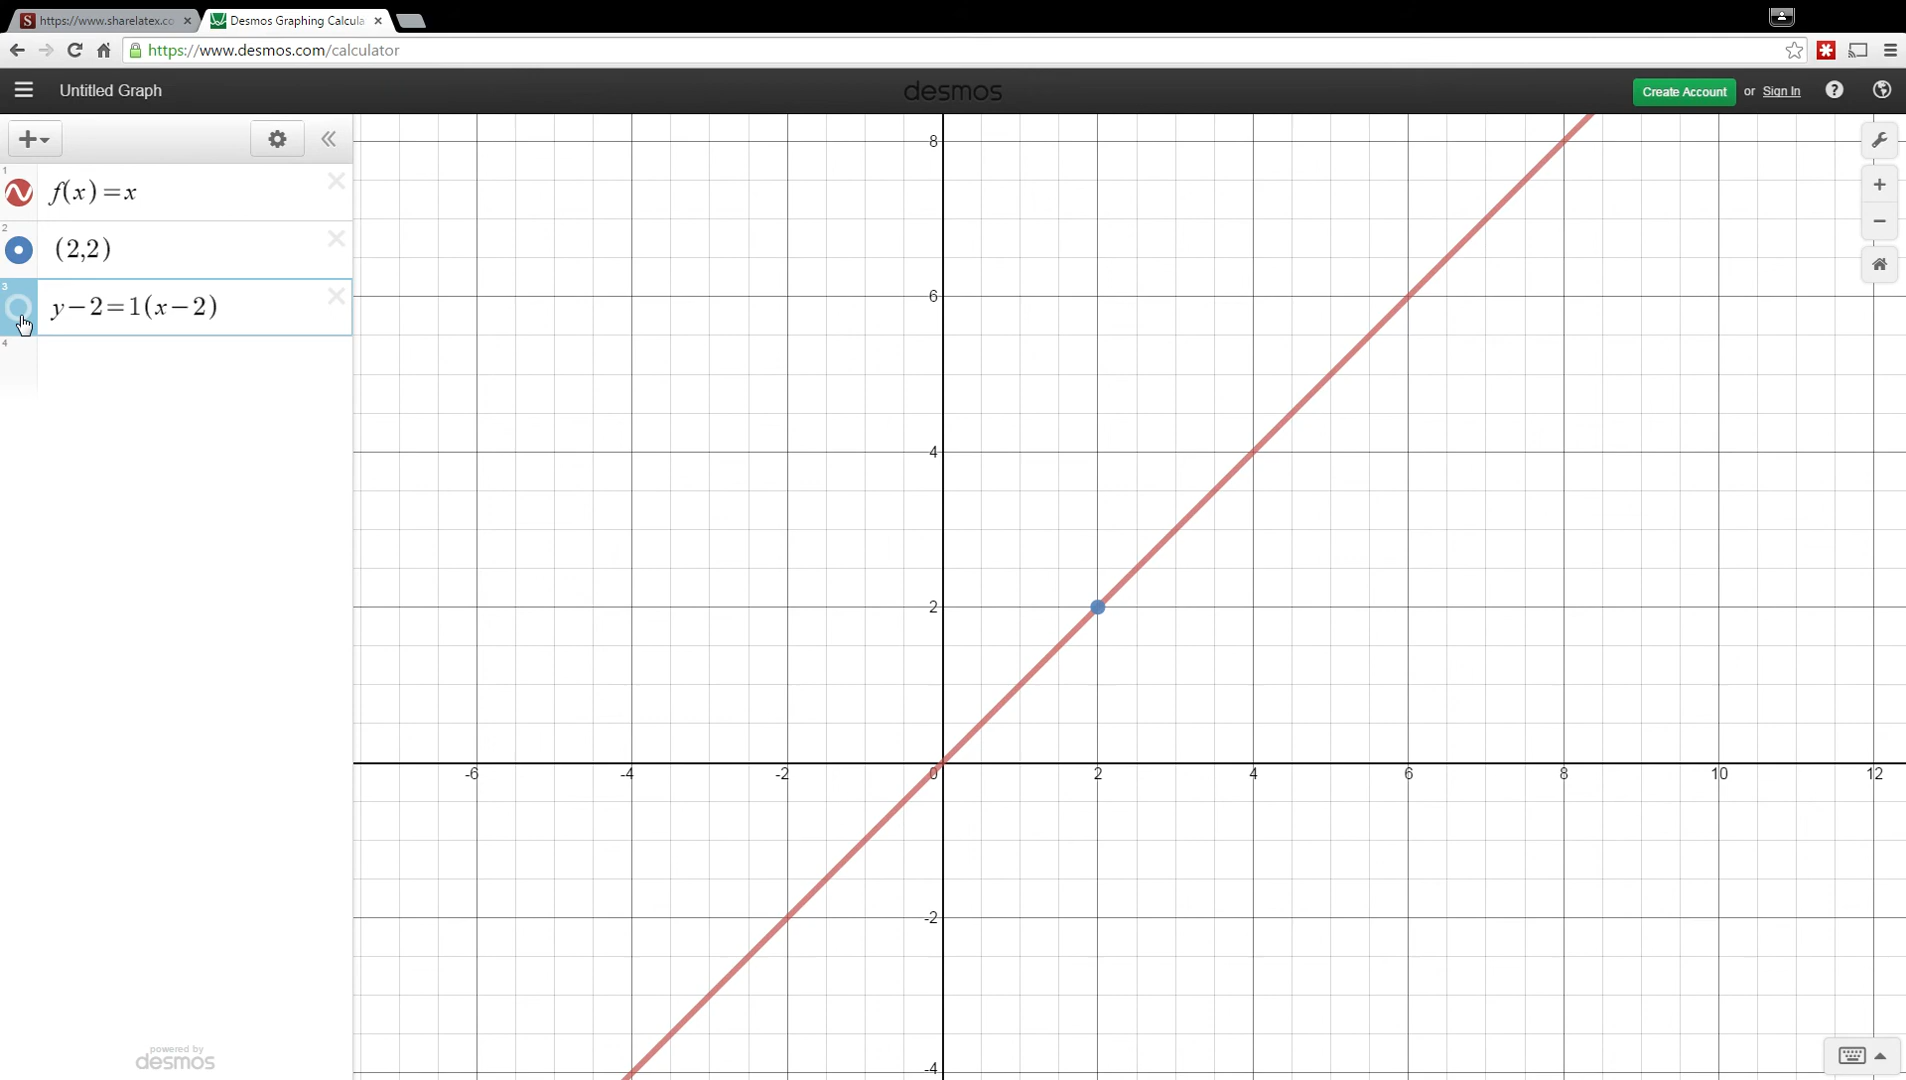 https://www.sharelatex.co
Desmos Graphing Calcula
https://www.desmos.com/calculator
Untitled Graph
desmos
Create Account or Sign In
1
f(x)=x
2
(2,2)
3
y−2=1(x−2)
4
8
6
4
2
-6 -4 -2 0 2 4 6 8 10 12
-2
-4
powered by
desmos